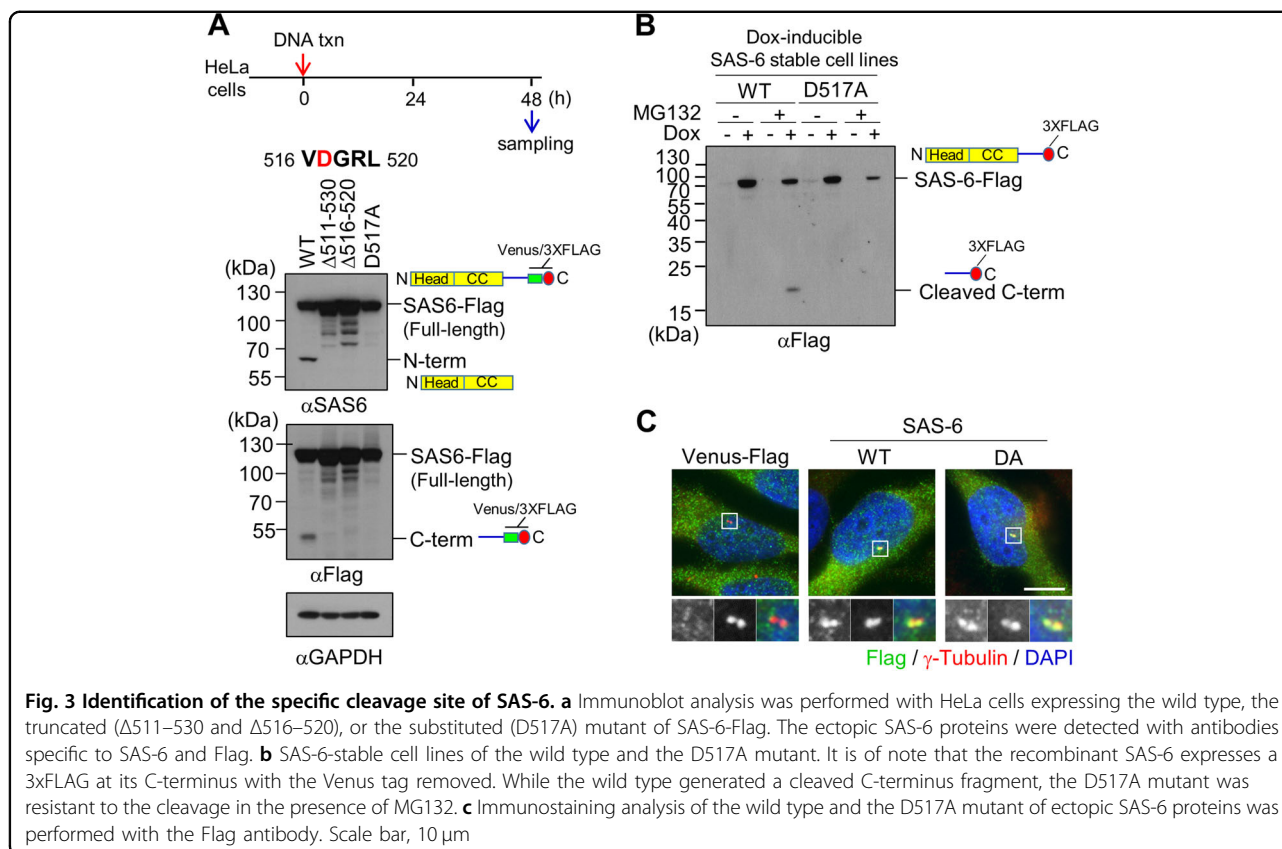 A
DNA txn
HeLa cells
0 24 48 (h)
sampling
516 VDGRL 520
WT Δ511-530 Δ516-520 D517A
(kDa)
130
100
70
55
Venus/3XFLAG
N Head CC C
SAS6-Flag
(Full-length)
N-term
N Head CC
αSAS6
(kDa)
130
100
70
55
SAS6-Flag
(Full-length)
Venus/3XFLAG
C-term C
αFlag
αGAPDH
B
Dox-inducible
SAS-6 stable cell lines
WT D517A
MG132 - + - +
Dox - + - + - + - +
130
100
70
55
40
35
25
15
(kDa)
3XFLAG
N Head CC C
SAS-6-Flag
3XFLAG
C
Cleaved C-term
αFlag
C
SAS-6
Venus-Flag WT DA
Flag / γ-Tubulin / DAPI
Fig. 3 Identification of the specific cleavage site of SAS-6. a Immunoblot analysis was performed with HeLa cells expressing the wild type, the
truncated (Δ511–530 and Δ516–520), or the substituted (D517A) mutant of SAS-6-Flag. The ectopic SAS-6 proteins were detected with antibodies
specific to SAS-6 and Flag. b SAS-6-stable cell lines of the wild type and the D517A mutant. It is of note that the recombinant SAS-6 expresses a
3xFLAG at its C-terminus with the Venus tag removed. While the wild type generated a cleaved C-terminus fragment, the D517A mutant was
resistant to the cleavage in the presence of MG132. c Immunostaining analysis of the wild type and the D517A mutant of ectopic SAS-6 proteins was
performed with the Flag antibody. Scale bar, 10 μm